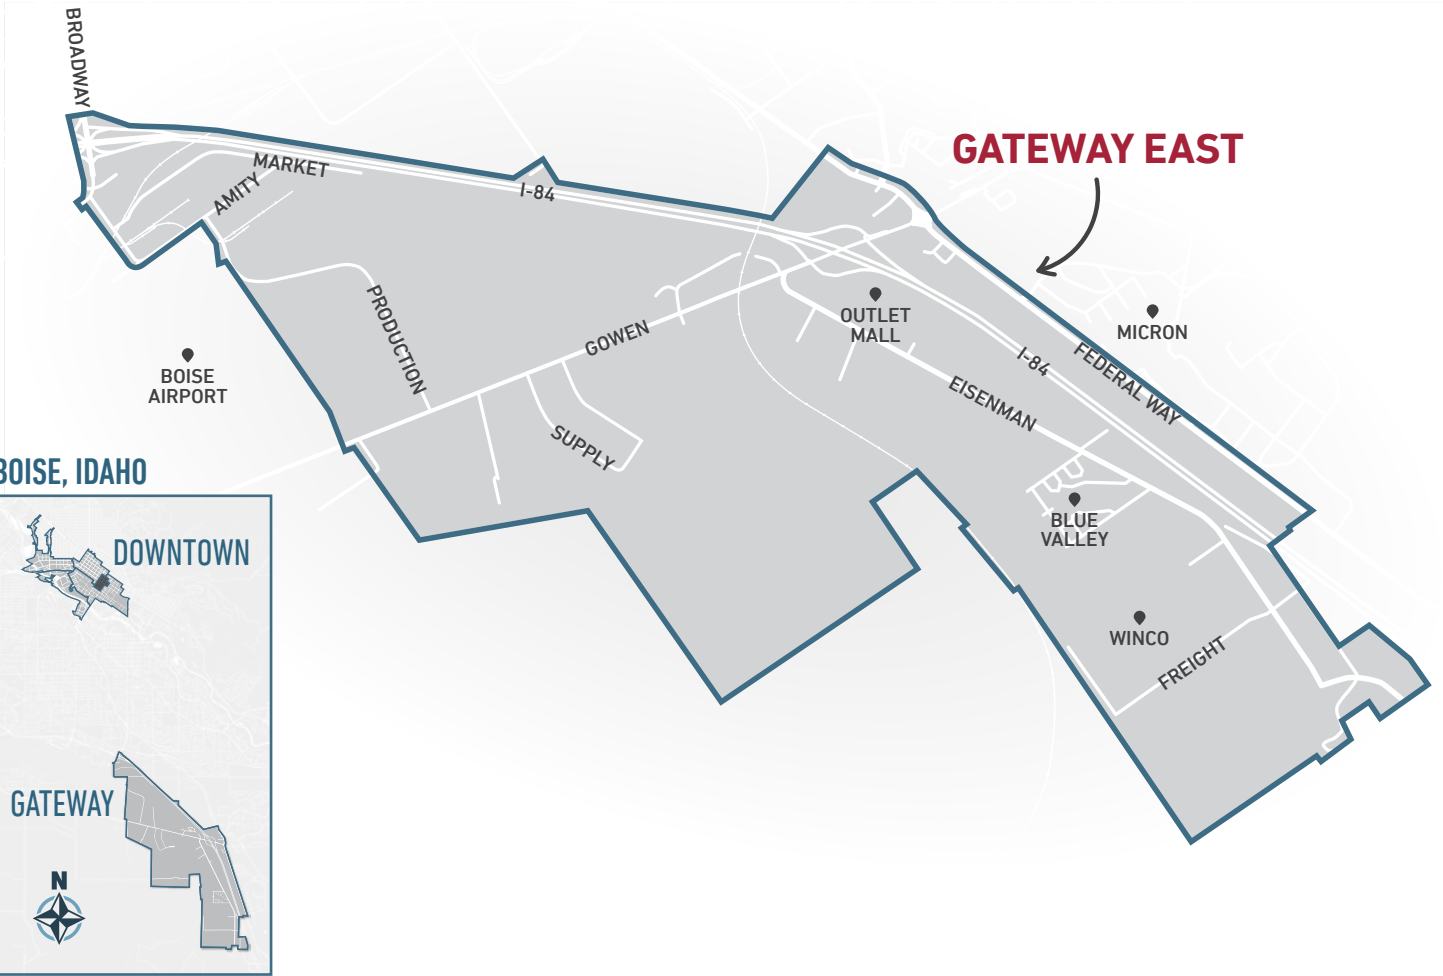 BROADWAY
GATEWAY EAST
MARKET
AMITY
I-84
PRODUCTION
GOWEN
OUTLET
MALL
MICRON
I-84
FEDERAL WAY
BOISE
AIRPORT
EISENMAN
SUPPLY
BLUE
VALLEY
WINCO
FREIGHT
BOISE, IDAHO
DOWNTOWN
GATEWAY
N